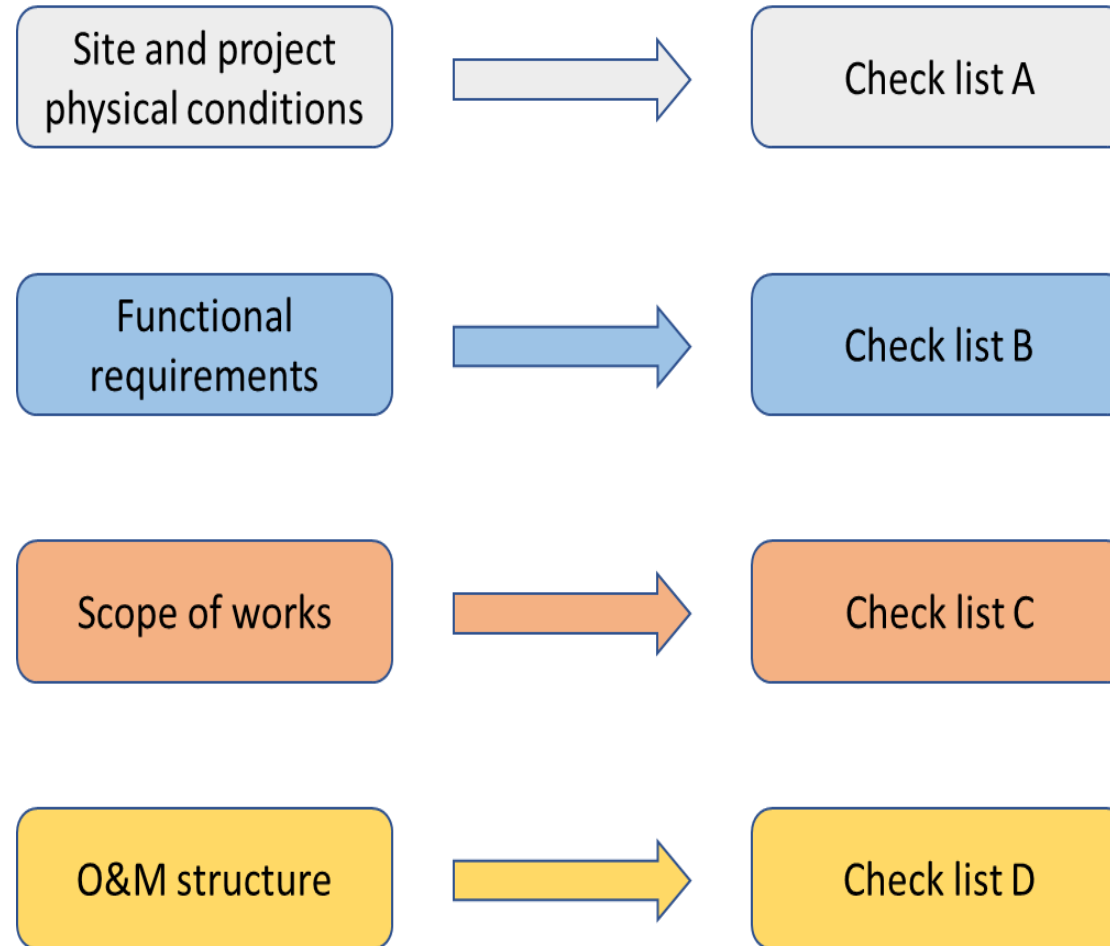 Site and project
physical conditions
Check list A
Functional
requirements
Check list B
Scope of works
Check list C
O&M structure
Check list D